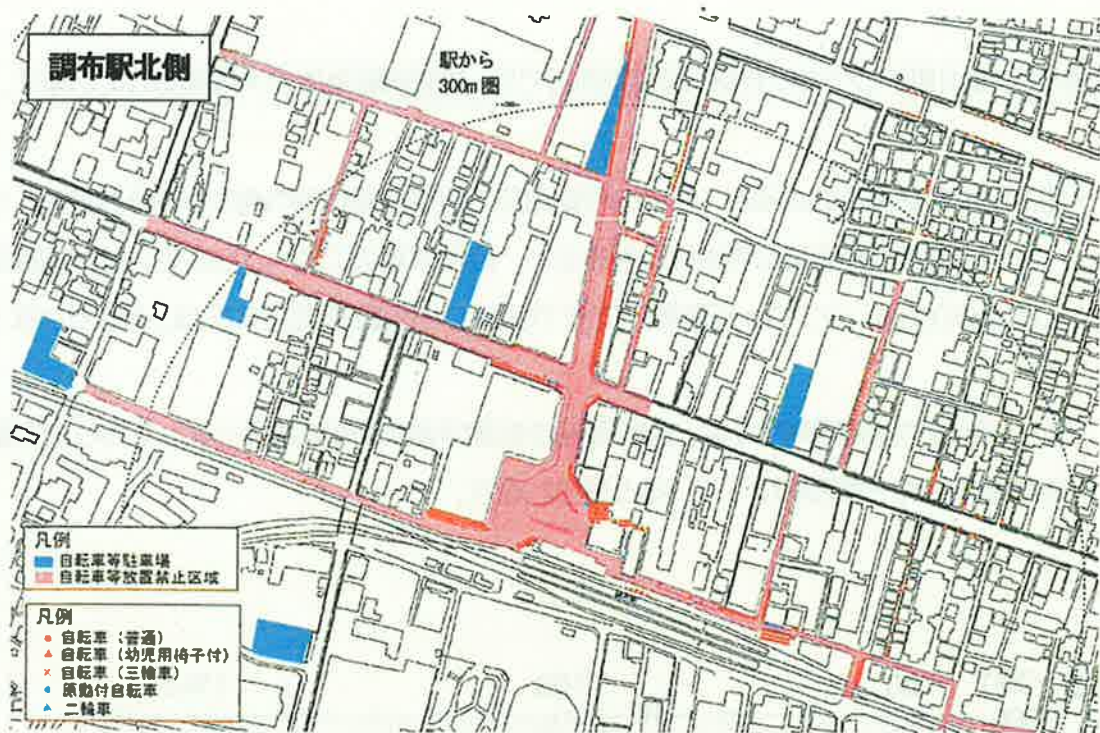 調布駅北側
駅から
300m圏
凡例
自転車等駐車場
自転車等放置禁止区域
凡例
自転車(普通)
自転車(幼児用椅子付)
自転車(三輪車)
原動付自転車
二輪車